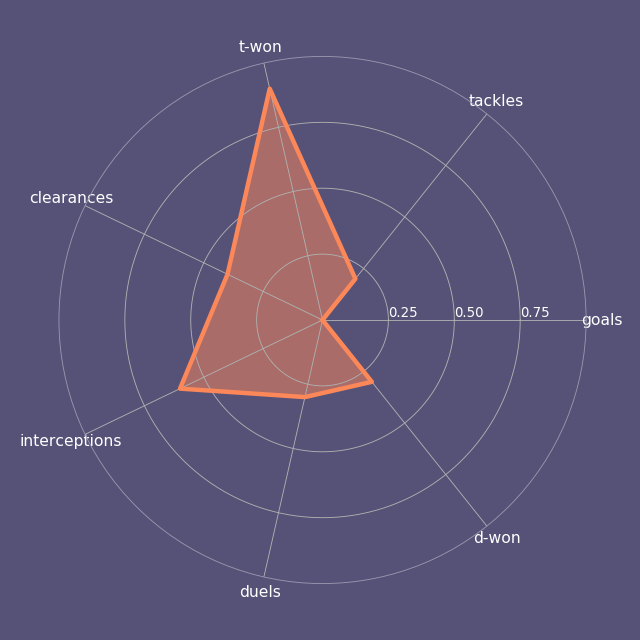 t-won
tackles
clearances
0.25 0.50 0.75
goals
interceptions
d-won
duels